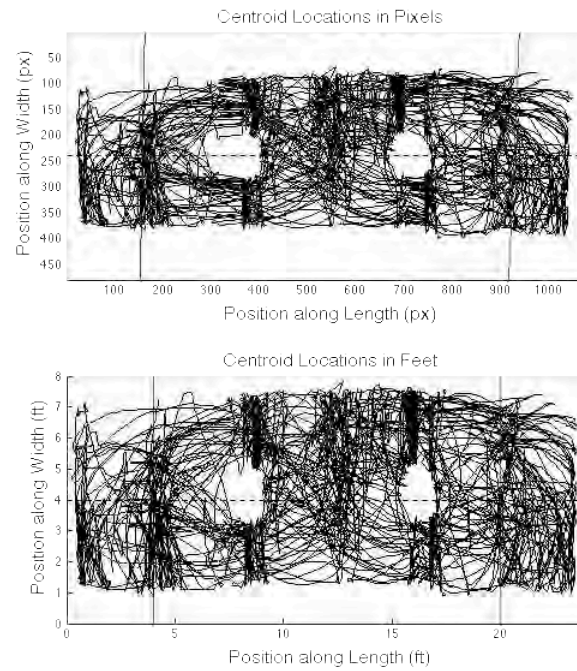 Centroid Locations in Pixels
Position along Width (px)
50
100
150
200
250
300
350
400
450
100 200 300 400 500 600 700 800 900 1000
Position along Length (px)
Centroid Locations in Feet
Position along Width (ft)
8
7
6
5
4
3
2
1
0
0 5 10 15 20
Position along Length (ft)